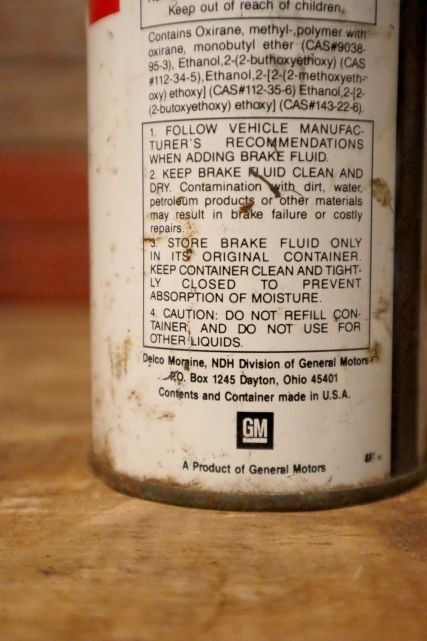 Keep out of reach of children.
Contains Oxirane, methyl-,polymer with
oxirane, monobutyl ether (CAS#9038-
95-3), Ethanol,2-(2-buthoxyethoxy) (CAS
#112-34-5),Ethanol,2-[2-(2-methoxyeth-
oxy) ethoxy] (CAS#112-35-6) Ethanol,2-[2-
(2-butoxyethoxy) ethoxy] (CAS#143-22-6).
1. FOLLOW VEHICLE MANUFAC-
TURER'S RECOMMENDATIONS
WHEN ADDING BRAKE FLUID.
2. KEEP BRAKE FLUID CLEAN AND
DRY. Contamination with dirt, water,
petroleum products or other materials
may result in brake failure or costly
repairs.
3. STORE BRAKE FLUID ONLY
IN ITS ORIGINAL CONTAINER.
KEEP CONTAINER CLEAN AND TIGHT-
LY CLOSED TO PREVENT
ABSORPTION OF MOISTURE.
4. CAUTION: DO NOT REFILL CON-
TAINER, AND DO NOT USE FOR
OTHER LIQUIDS.
Delco Moraine, NDH Division of General Motors
P.O. Box 1245 Dayton, Ohio 45401
Contents and Container made in U.S.A.
GM
A Product of General Motors